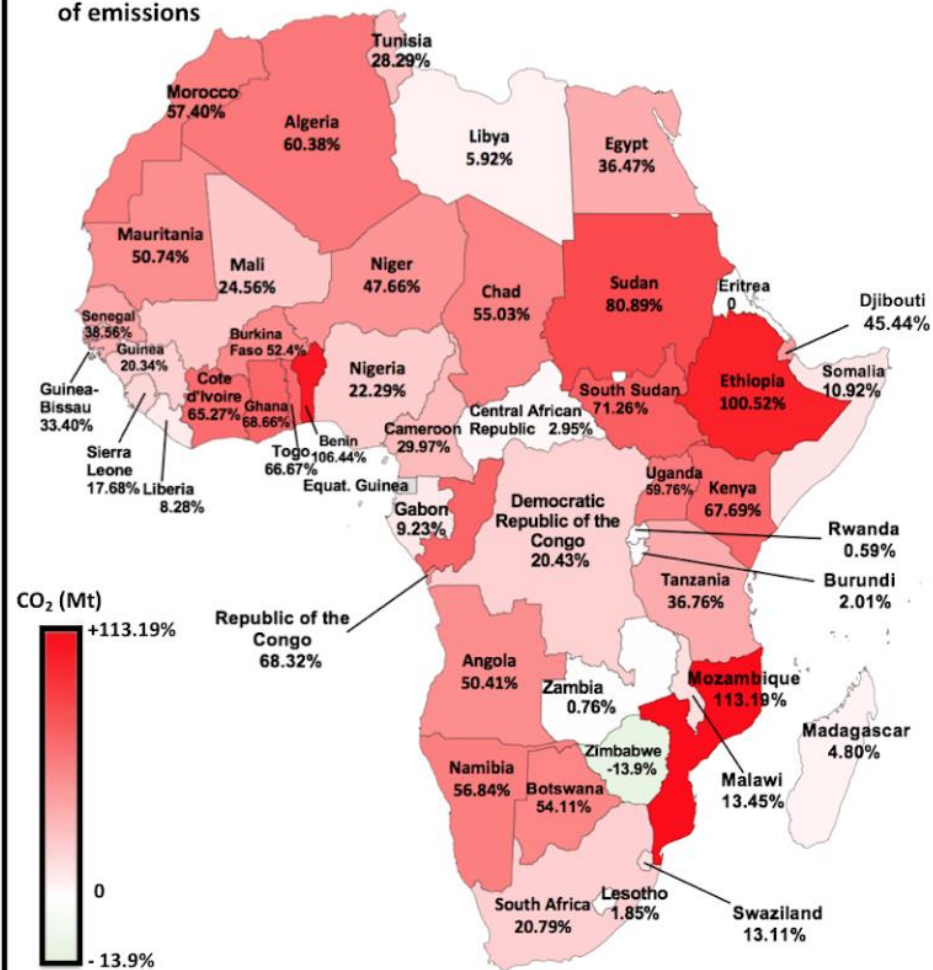 of emissions
Tunisia
28.29%
Morocco
57.40%
Algeria
60.38%
Libya
5.92%
Egypt
36.47%
Mauritania
50.74%
Mali
24.56%
Niger
47.66%
Chad
55.03%
Sudan
80.89%
Eritrea
0
Djibouti
45.44%
Senegal
38.56%
Guinea
20.34%
Burkina
Faso 52.4%
Nigeria
22.29%
Ethiopia
100.52%
Somalia
10.92%
Guinea-
Bissau
33.40%
Cote
d'Ivoire
65.27%
Ghana
68.66%
South Sudan
71.26%
Central African
Republic 2.95%
Cameroon
29.97%
Benin
106.44%
Togo
66.67%
Sierra
Leone
17.68%
Liberia
8.28%
Equat. Guinea
Gabon
9.23%
Democratic
Republic of the
Congo
20.43%
Uganda
59.76%
Kenya
67.69%
Rwanda
0.59%
Burundi
2.01%
Tanzania
36.76%
CO₂ (Mt)
+113.19%
0
- 13.9%
Republic of the
Congo
68.32%
Angola
50.41%
Zambia
0.76%
Mozambique
113.19%
Madagascar
4.80%
Zimbabwe
-13.9%
Malawi
13.45%
Namibia
56.84%
Botswana
54.11%
South Africa
20.79%
Lesotho
1.85%
Swaziland
13.11%